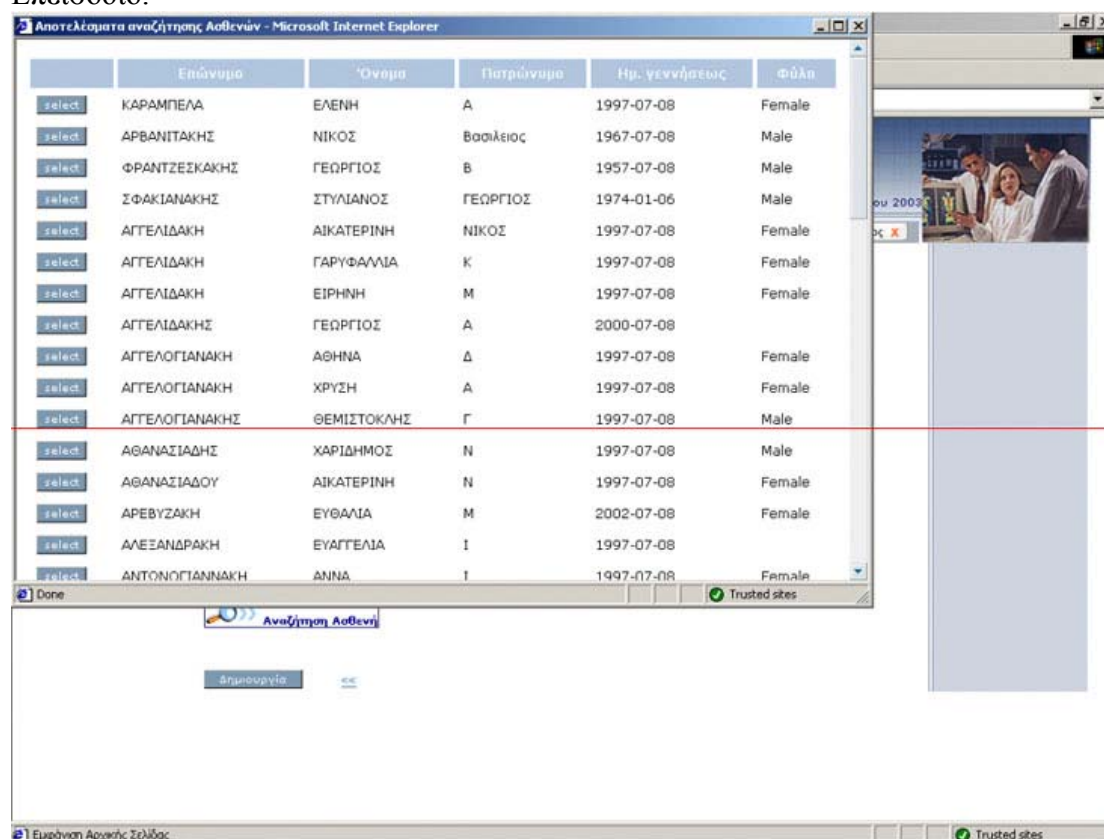 Επεισόδιο.
Αποτελέσματα αναζήτησης Ασθενών - Microsoft Internet Explorer
Επώνυμο Όνομα Πατρώνυμο Ημ. γεννήσεως Φύλο
select ΚΑΡΑΜΠΕΛΑ ΕΛΕΝΗ Α 1997-07-08 Female
select ΑΡΒΑΝΙΤΑΚΗΣ ΝΙΚΟΣ Βασιλειος 1967-07-08 Male
select ΦΡΑΝΤΖΕΣΚΑΚΗΣ ΓΕΩΡΓΙΟΣ Β 1957-07-08 Male
select ΣΦΑΚΙΑΝΑΚΗΣ ΣΤΥΛΙΑΝΟΣ ΓΕΩΡΓΙΟΣ 1974-01-06 Male
ου 2003
select ΑΓΓΕΛΙΔΑΚΗ ΑΙΚΑΤΕΡΙΝΗ ΝΙΚΟΣ 1997-07-08 Female
ος X
select ΑΓΓΕΛΙΔΑΚΗ ΓΑΡΥΦΑΛΛΙΑ Κ 1997-07-08 Female
select ΑΓΓΕΛΙΔΑΚΗ ΕΙΡΗΝΗ Μ 1997-07-08 Female
select ΑΓΓΕΛΙΔΑΚΗΣ ΓΕΩΡΓΙΟΣ Α 2000-07-08
select ΑΓΓΕΛΟΓΙΑΝΑΚΗ ΑΘΗΝΑ Δ 1997-07-08 Female
select ΑΓΓΕΛΟΓΙΑΝΑΚΗ ΧΡΥΣΗ Α 1997-07-08 Female
select ΑΓΓΕΛΟΓΙΑΝΑΚΗΣ ΘΕΜΙΣΤΟΚΛΗΣ Γ 1997-07-08 Male
select ΑΘΑΝΑΣΙΑΔΗΣ ΧΑΡΙΔΗΜΟΣ Ν 1997-07-08 Male
select ΑΘΑΝΑΣΙΑΔΟΥ ΑΙΚΑΤΕΡΙΝΗ Ν 1997-07-08 Female
select ΑΡΕΒΥΖΑΚΗ ΕΥΘΑΛΙΑ Μ 2002-07-08 Female
select ΑΛΕΞΑΝΔΡΑΚΗ ΕΥΑΓΓΕΛΙΑ Ι 1997-07-08
select ΑΝΤΩΝΟΓΙΑΝΝΑΚΗ ΑΝΝΑ Ι 1997-07-08 Female
Done Trusted sites
Αναζήτηση Ασθενή
Δημιουργία <<
Εμφάνιση Αρχικής Σελίδας Trusted sites